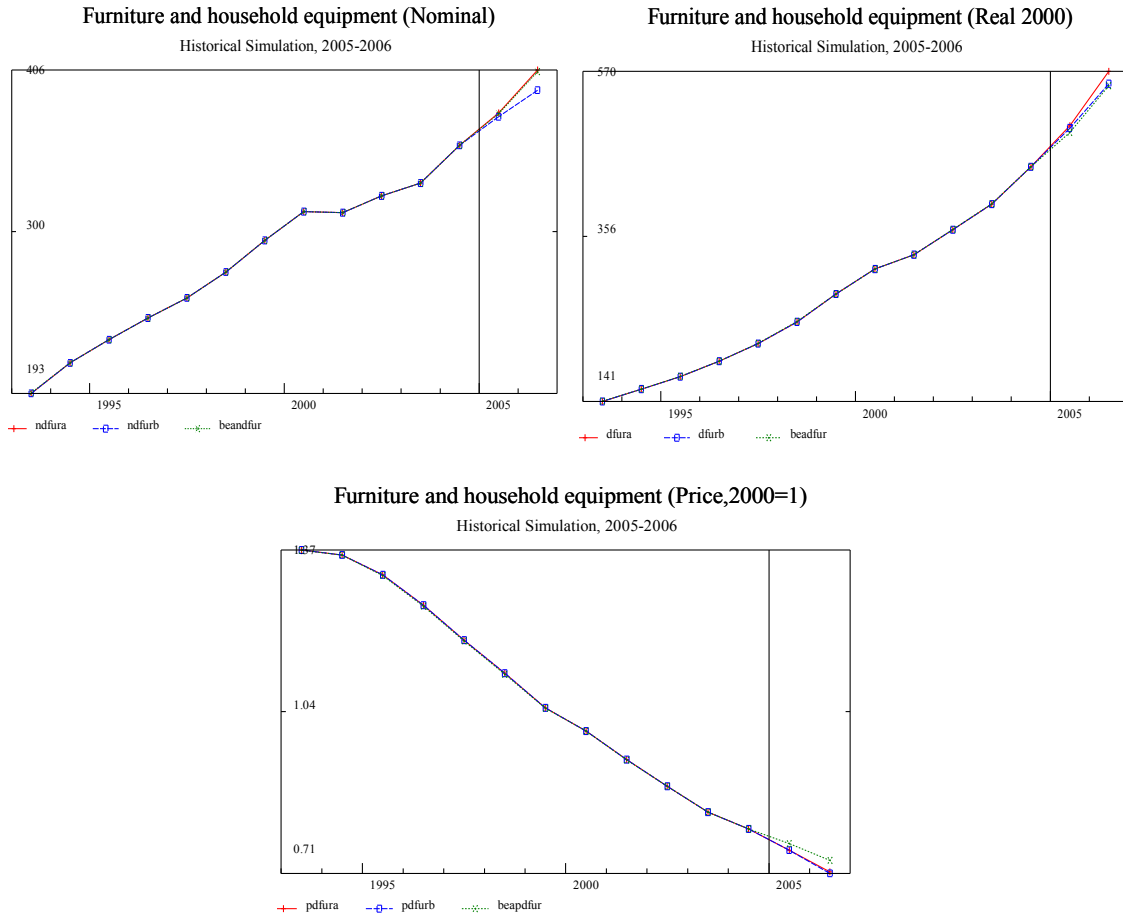 Furniture and household equipment (Nominal)
Historical Simulation, 2005-2006
406
300
193
1995 2000 2005
ndfura ndfurb beandfur
Furniture and household equipment (Real 2000)
Historical Simulation, 2005-2006
570
356
141
1995 2000 2005
dfura dfurb beadfur
Furniture and household equipment (Price,2000=1)
Historical Simulation, 2005-2006
1.37
1.04
0.71
1995 2000 2005
pdfura pdfurb beapdfur